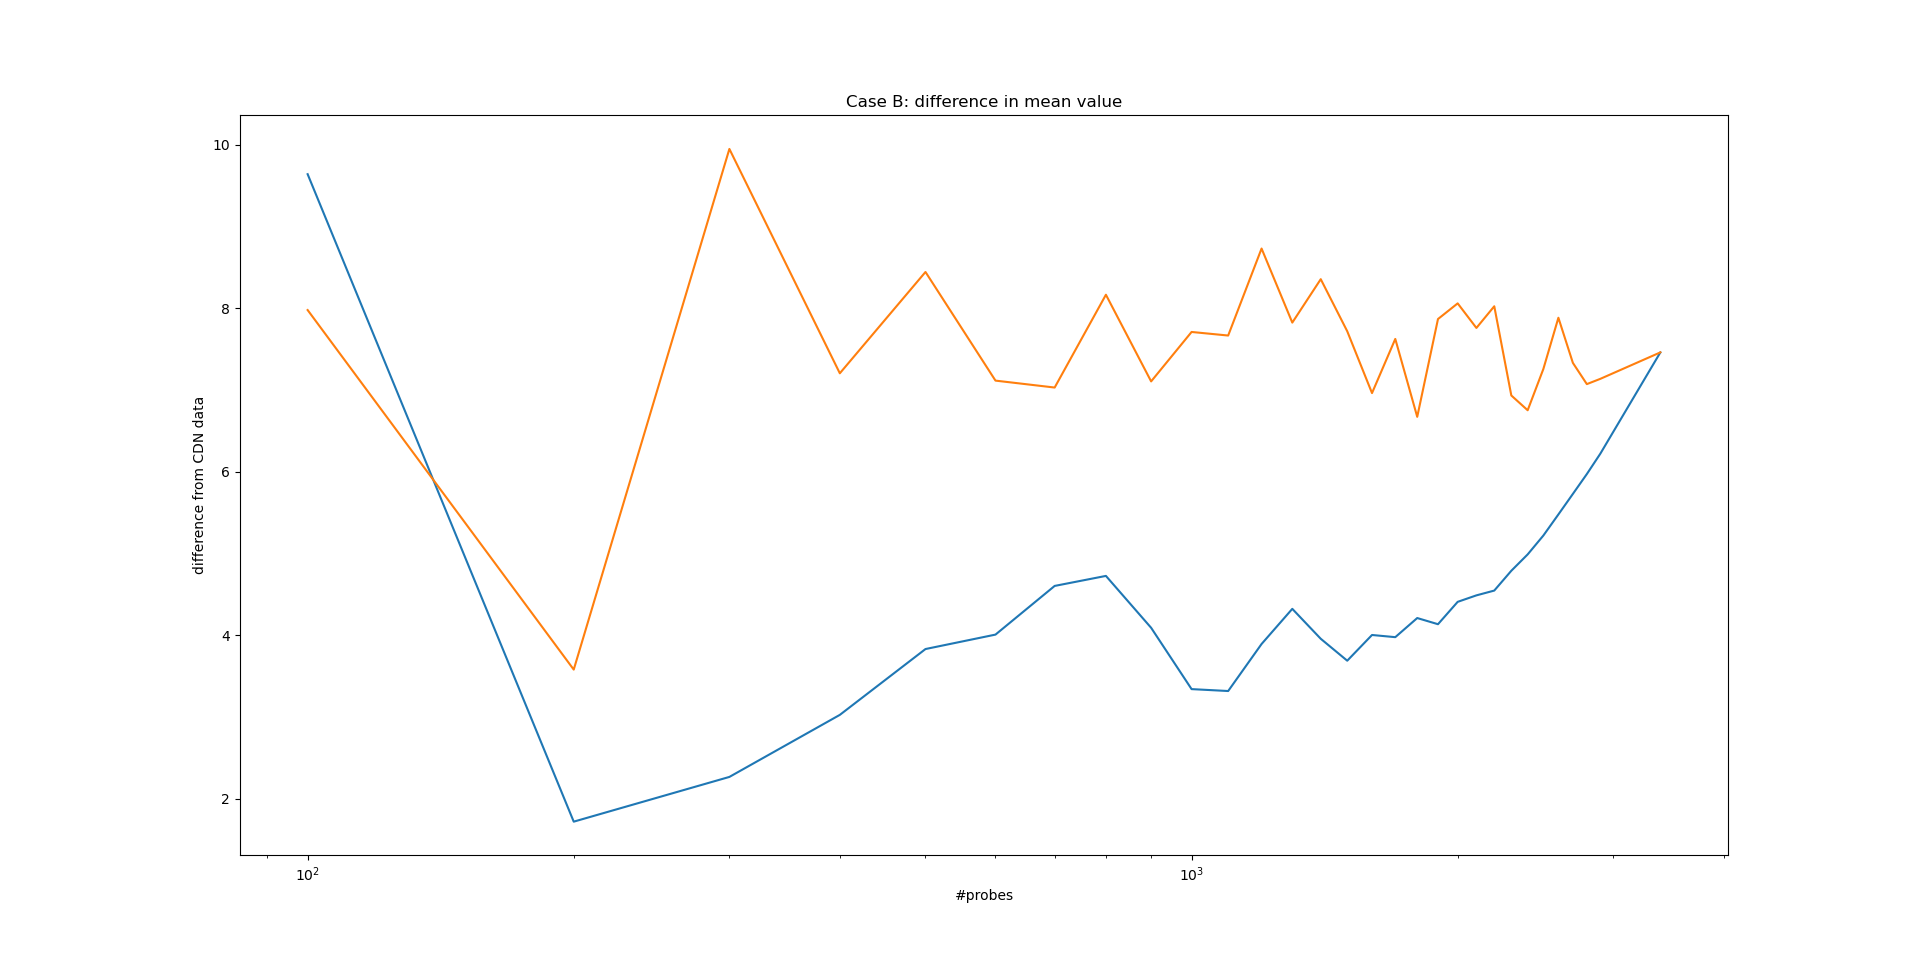 Case B: difference in mean value
10
8
6
4
2
difference from CDN data
10²
10³
#probes